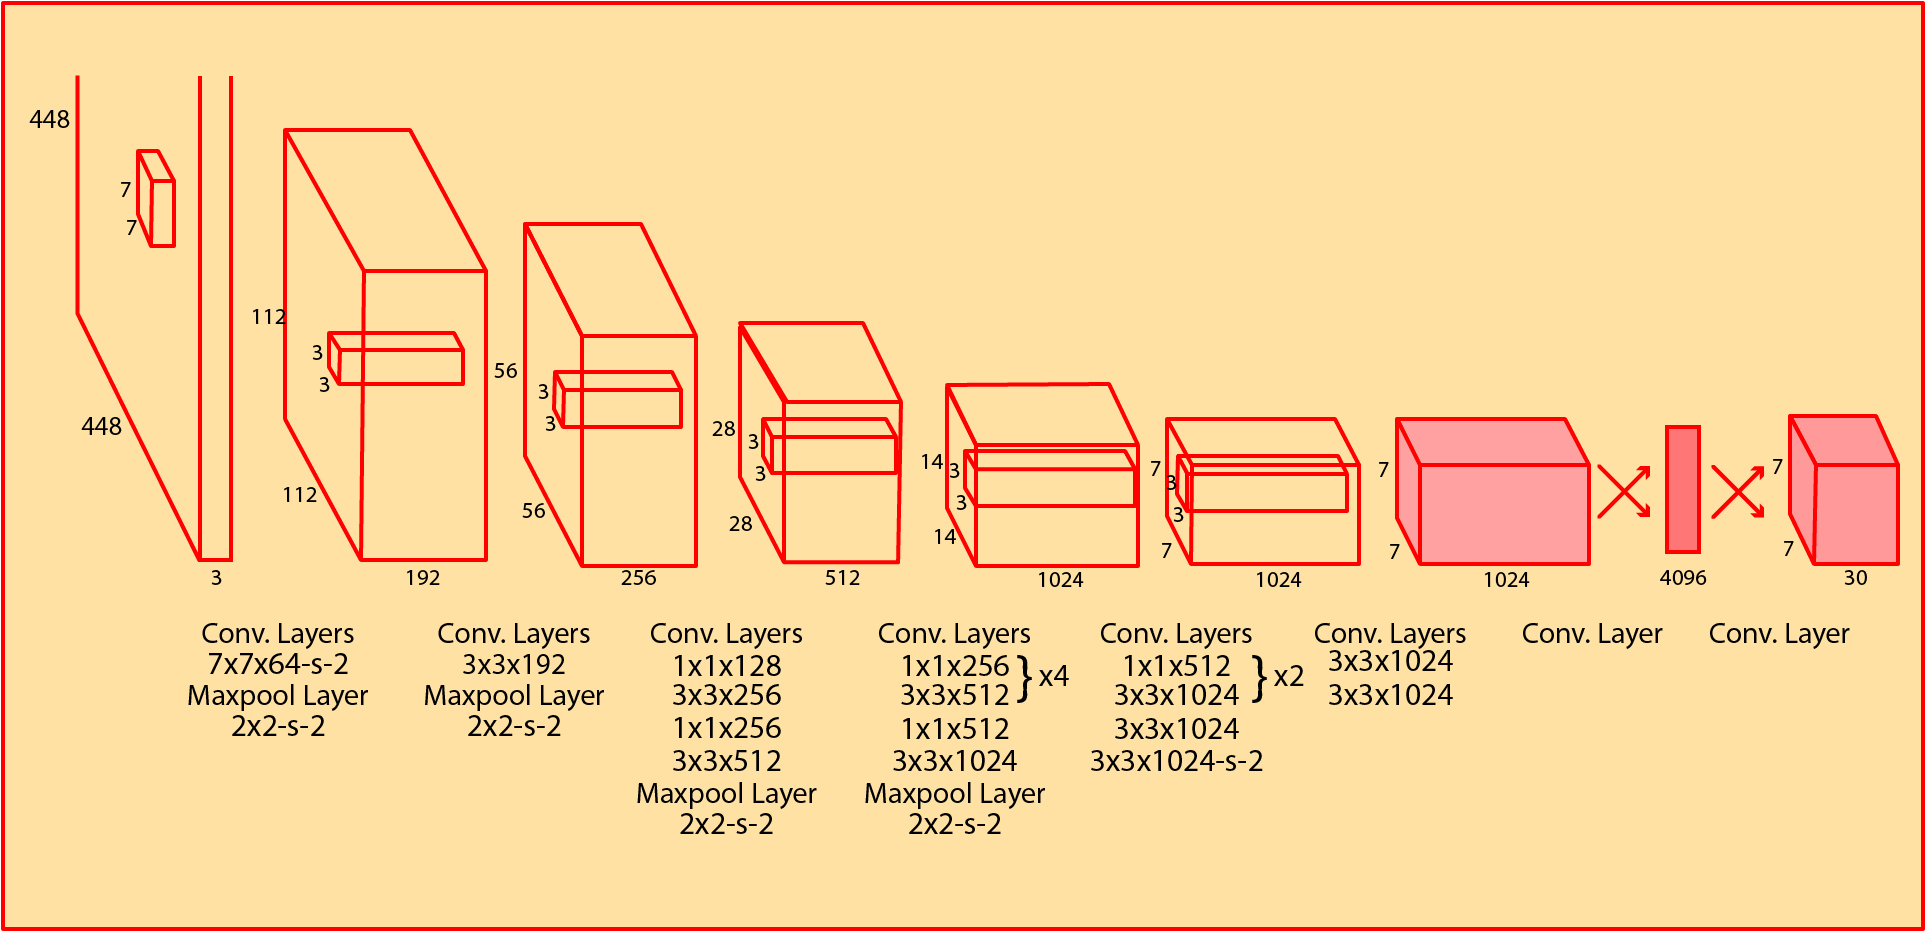 448
7
7
448
3
112
3
3
112
192
56
3
3
56
256
28
3
3
28
512
14
3
3
14
1024
7
3
3
7
1024
7
7
1024
4096
7
7
30
Conv. Layers
7x7x64-s-2
Maxpool Layer
2x2-s-2
Conv. Layers
3x3x192
Maxpool Layer
2x2-s-2
Conv. Layers
1x1x128
3x3x256
1x1x256
3x3x512
Maxpool Layer
2x2-s-2
Conv. Layers
1x1x256
3x3x512
} x4
1x1x512
3x3x1024
Maxpool Layer
2x2-s-2
Conv. Layers
1x1x512
3x3x1024
} x2
3x3x1024
3x3x1024-s-2
Conv. Layers
3x3x1024
3x3x1024
Conv. Layer
Conv. Layer